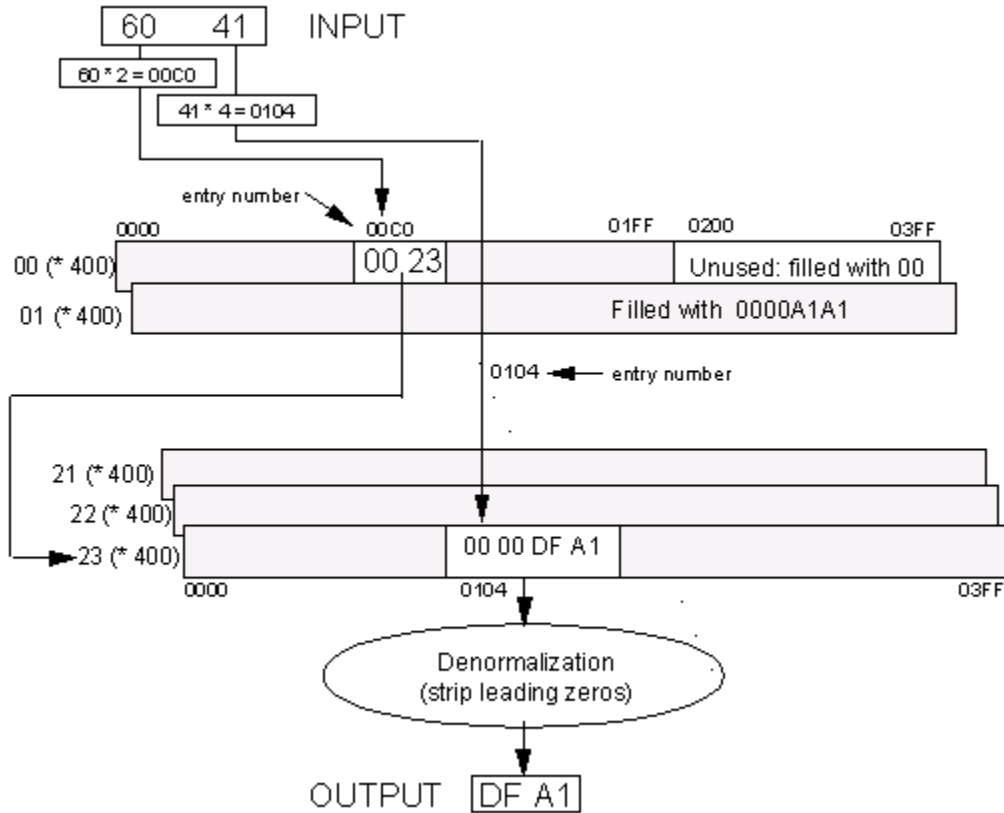 60 41 INPUT
60 * 2 = 00C0
41 * 4 = 0104
entry number
0000 00C0 01FF 0200 03FF
00 (* 400) 00 23 Unused: filled with 00
01 (* 400) Filled with 0000A1A1
0104 entry number
21 (* 400)
22 (* 400)
23 (* 400) 00 00 DF A1
0000 0104 03FF
Denormalization
(strip leading zeros)
OUTPUT DF A1